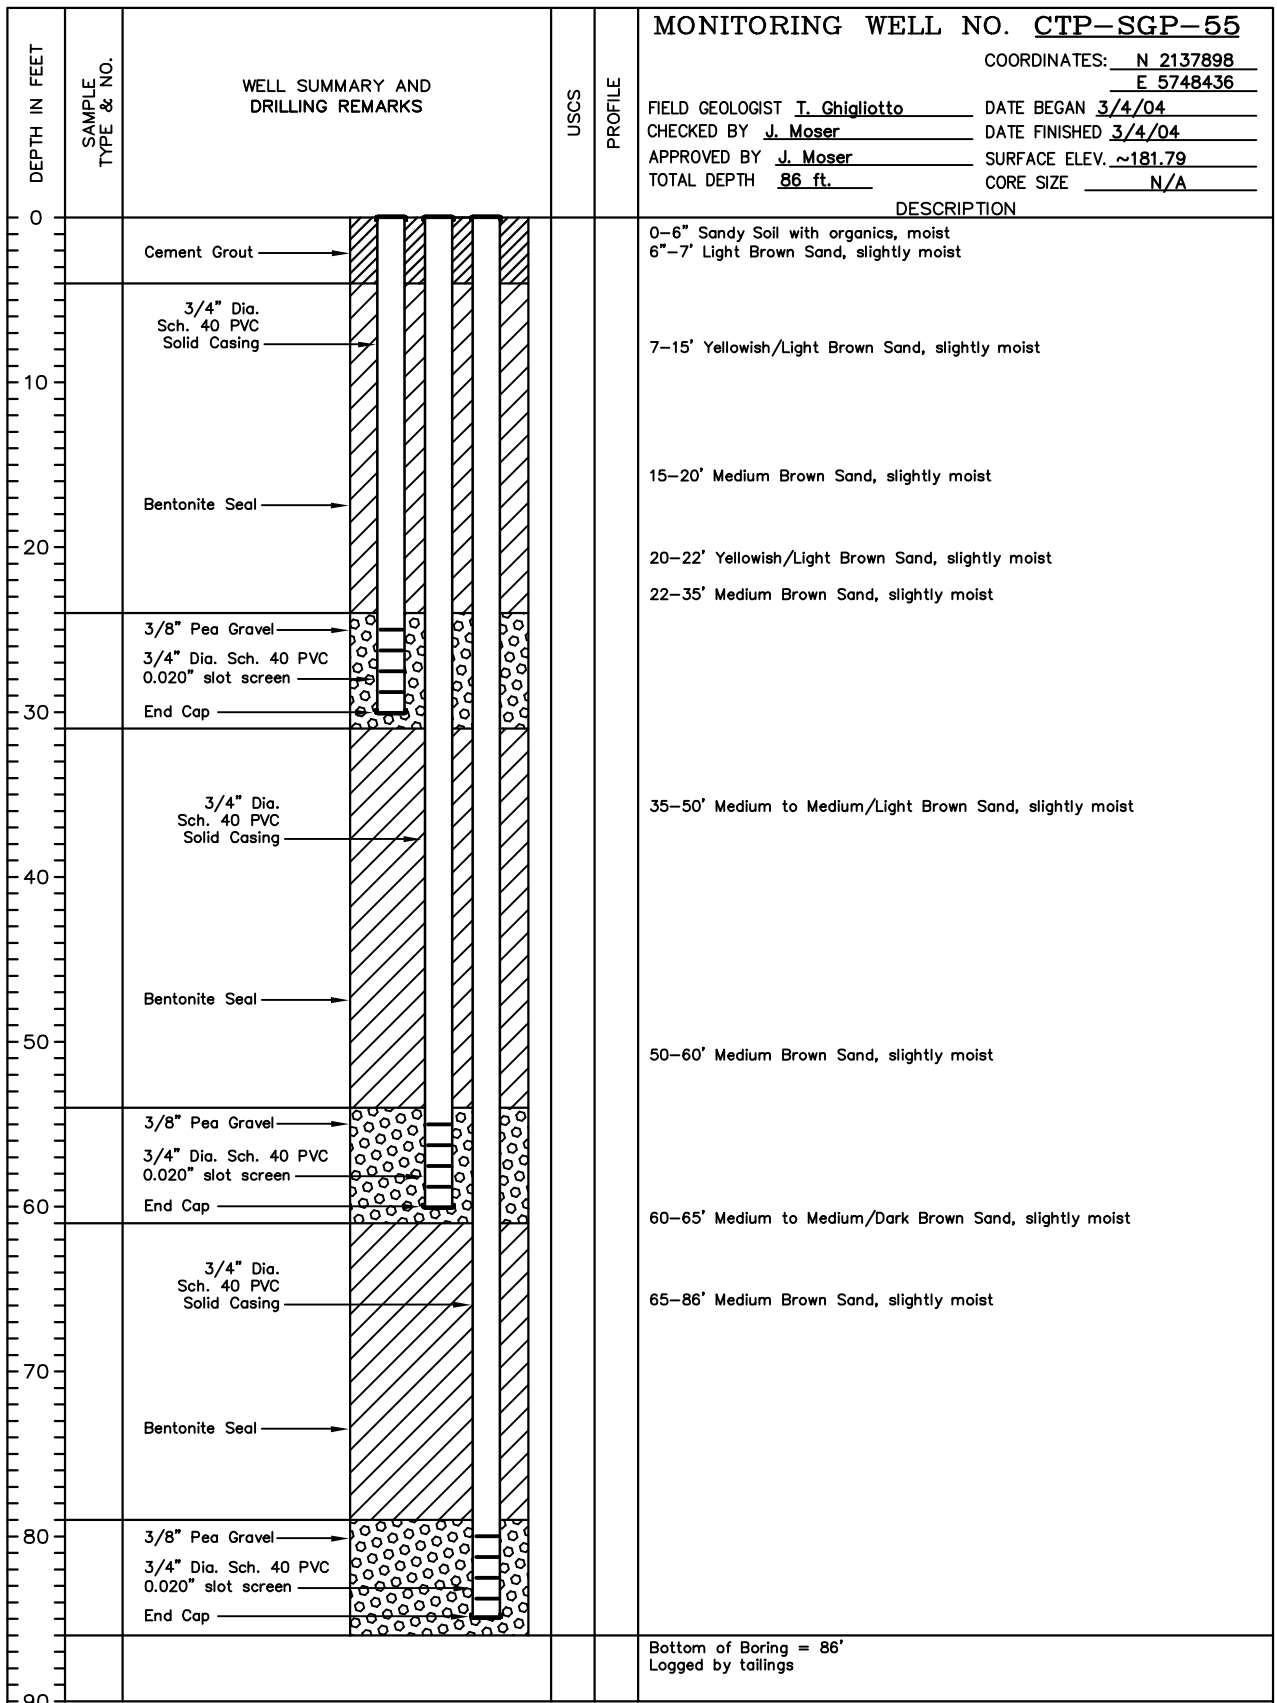 MONITORING WELL NO. CTP-SGP-55
COORDINATES: N 2137898
E 5748436
FIELD GEOLOGIST T. Ghigliotto DATE BEGAN 3/4/04
CHECKED BY J. Moser DATE FINISHED 3/4/04
APPROVED BY J. Moser SURFACE ELEV. ~181.79
TOTAL DEPTH 86 ft. CORE SIZE N/A
DEPTH IN FEET
SAMPLE
TYPE & NO.
WELL SUMMARY AND
DRILLING REMARKS
USCS
PROFILE
DESCRIPTION
0
0-6" Sandy Soil with organics, moist
Cement Grout
6"-7' Light Brown Sand, slightly moist
3/4" Dia.
Sch. 40 PVC
Solid Casing
7-15' Yellowish/Light Brown Sand, slightly moist
10
15-20' Medium Brown Sand, slightly moist
Bentonite Seal
20
20-22' Yellowish/Light Brown Sand, slightly moist
22-35' Medium Brown Sand, slightly moist
3/8" Pea Gravel
3/4" Dia. Sch. 40 PVC
0.020" slot screen
30
End Cap
3/4" Dia.
Sch. 40 PVC
Solid Casing
35-50' Medium to Medium/Light Brown Sand, slightly moist
40
Bentonite Seal
50
50-60' Medium Brown Sand, slightly moist
3/8" Pea Gravel
3/4" Dia. Sch. 40 PVC
0.020" slot screen
60
End Cap
60-65' Medium to Medium/Dark Brown Sand, slightly moist
3/4" Dia.
Sch. 40 PVC
Solid Casing
65-86' Medium Brown Sand, slightly moist
70
Bentonite Seal
80
3/8" Pea Gravel
3/4" Dia. Sch. 40 PVC
0.020" slot screen
End Cap
Bottom of Boring = 86'
Logged by tailings
90